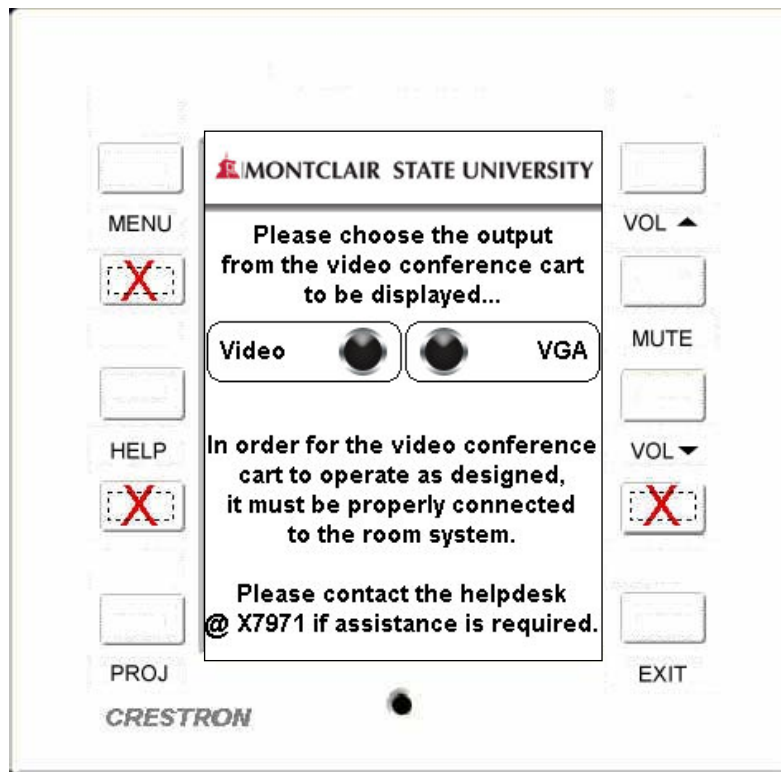 MONTCLAIR STATE UNIVERSITY
MENU
VOL ▲
Please choose the output
from the video conference cart
to be displayed...
X
Video
VGA
MUTE
HELP
In order for the video conference
cart to operate as designed,
it must be properly connected
to the room system.
VOL ▼
X
X
Please contact the helpdesk
@ X7971 if assistance is required.
PROJ
EXIT
CRESTRON